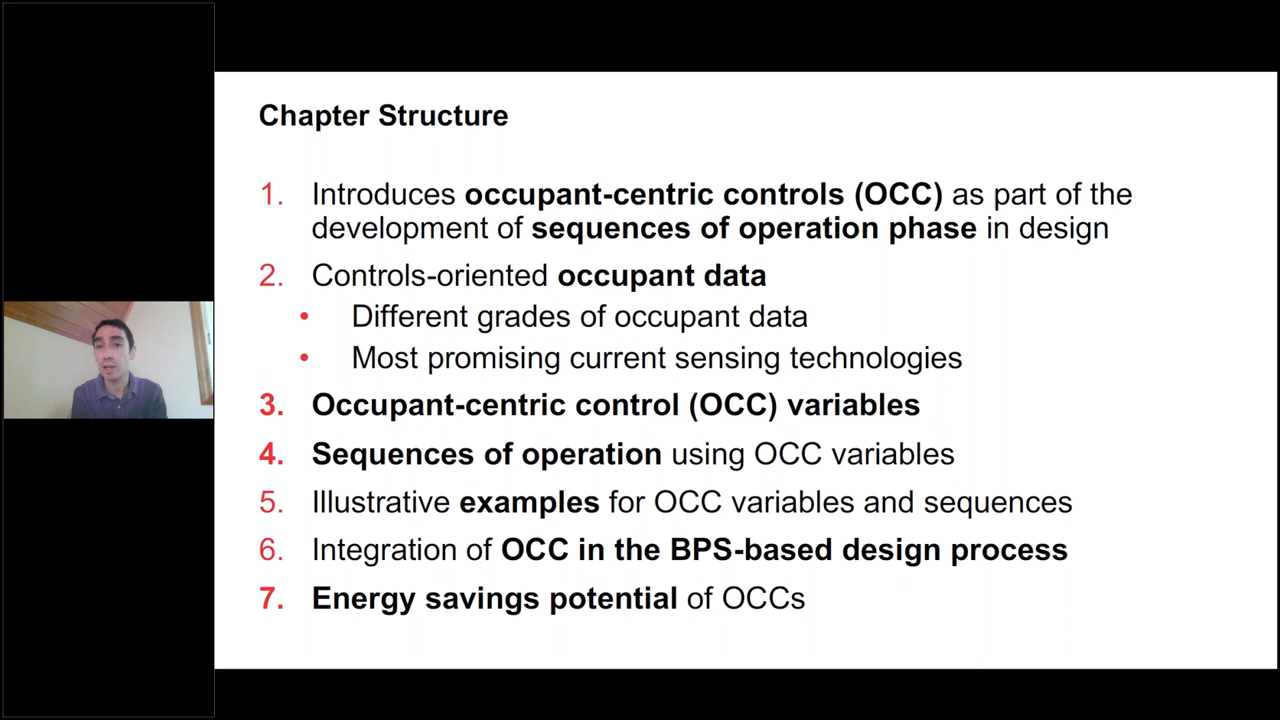 Chapter Structure
1. Introduces occupant-centric controls (OCC) as part of the
development of sequences of operation phase in design
2. Controls-oriented occupant data
• Different grades of occupant data
• Most promising current sensing technologies
3. Occupant-centric control (OCC) variables
4. Sequences of operation using OCC variables
5. Illustrative examples for OCC variables and sequences
6. Integration of OCC in the BPS-based design process
7. Energy savings potential of OCCs